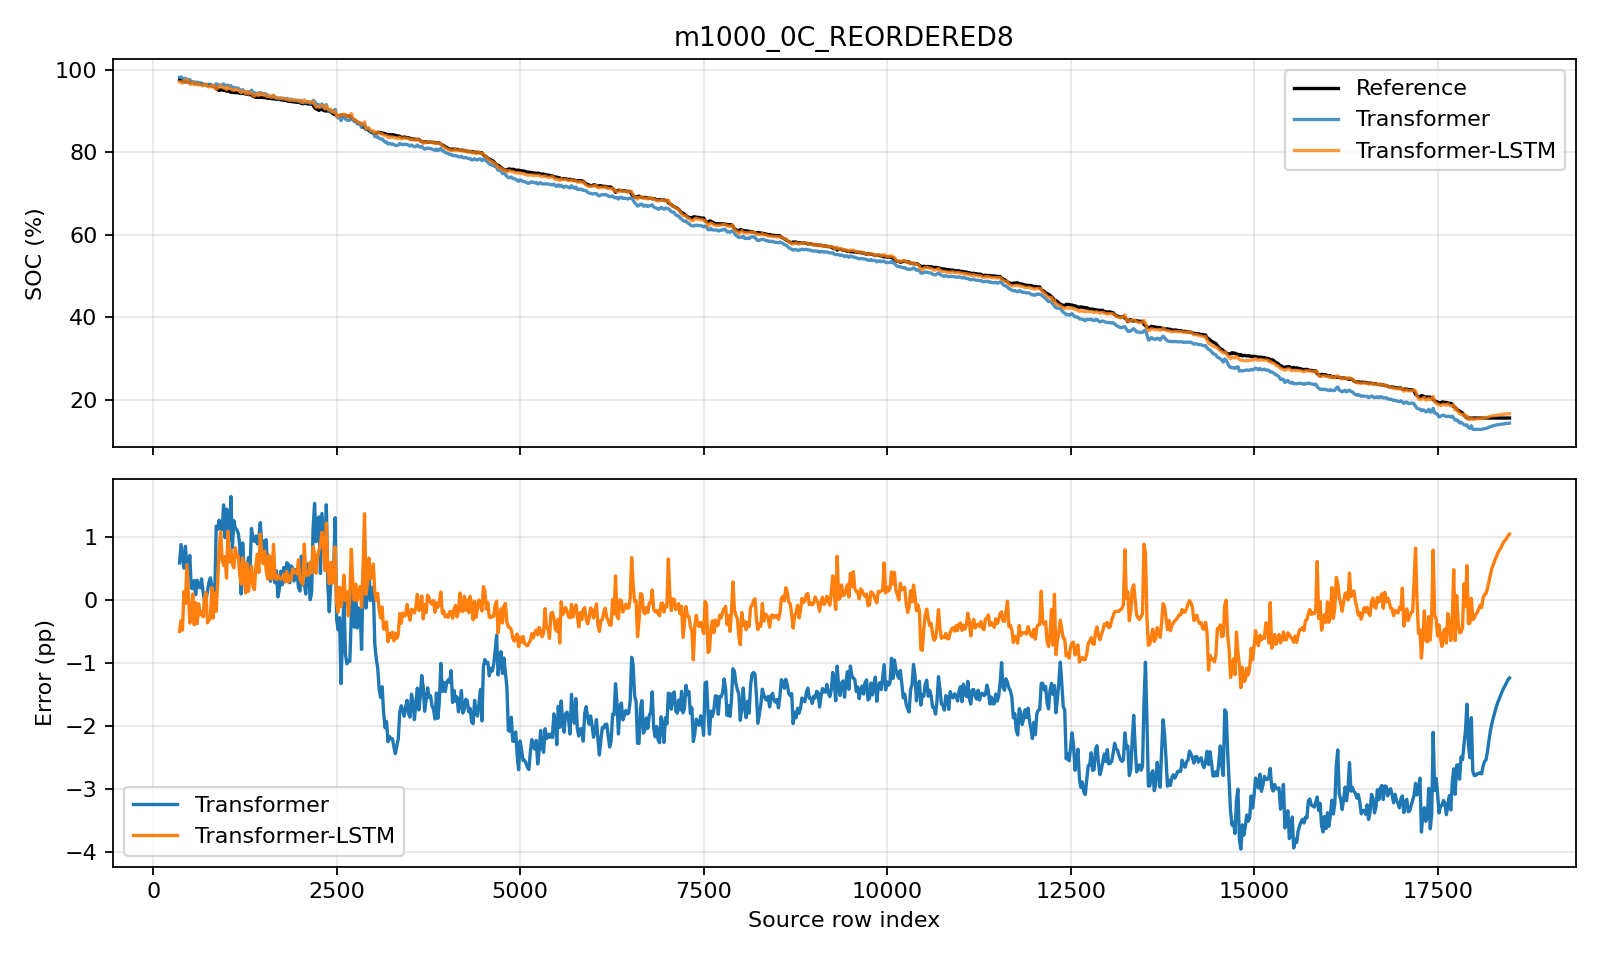 m1000_0C_REORDERED8
100
80
60
40
20
SOC (%)
Reference
Transformer
Transformer-LSTM
1
0
−1
−2
−3
−4
Error (pp)
Transformer
Transformer-LSTM
0 2500 5000 7500 10000 12500 15000 17500
Source row index